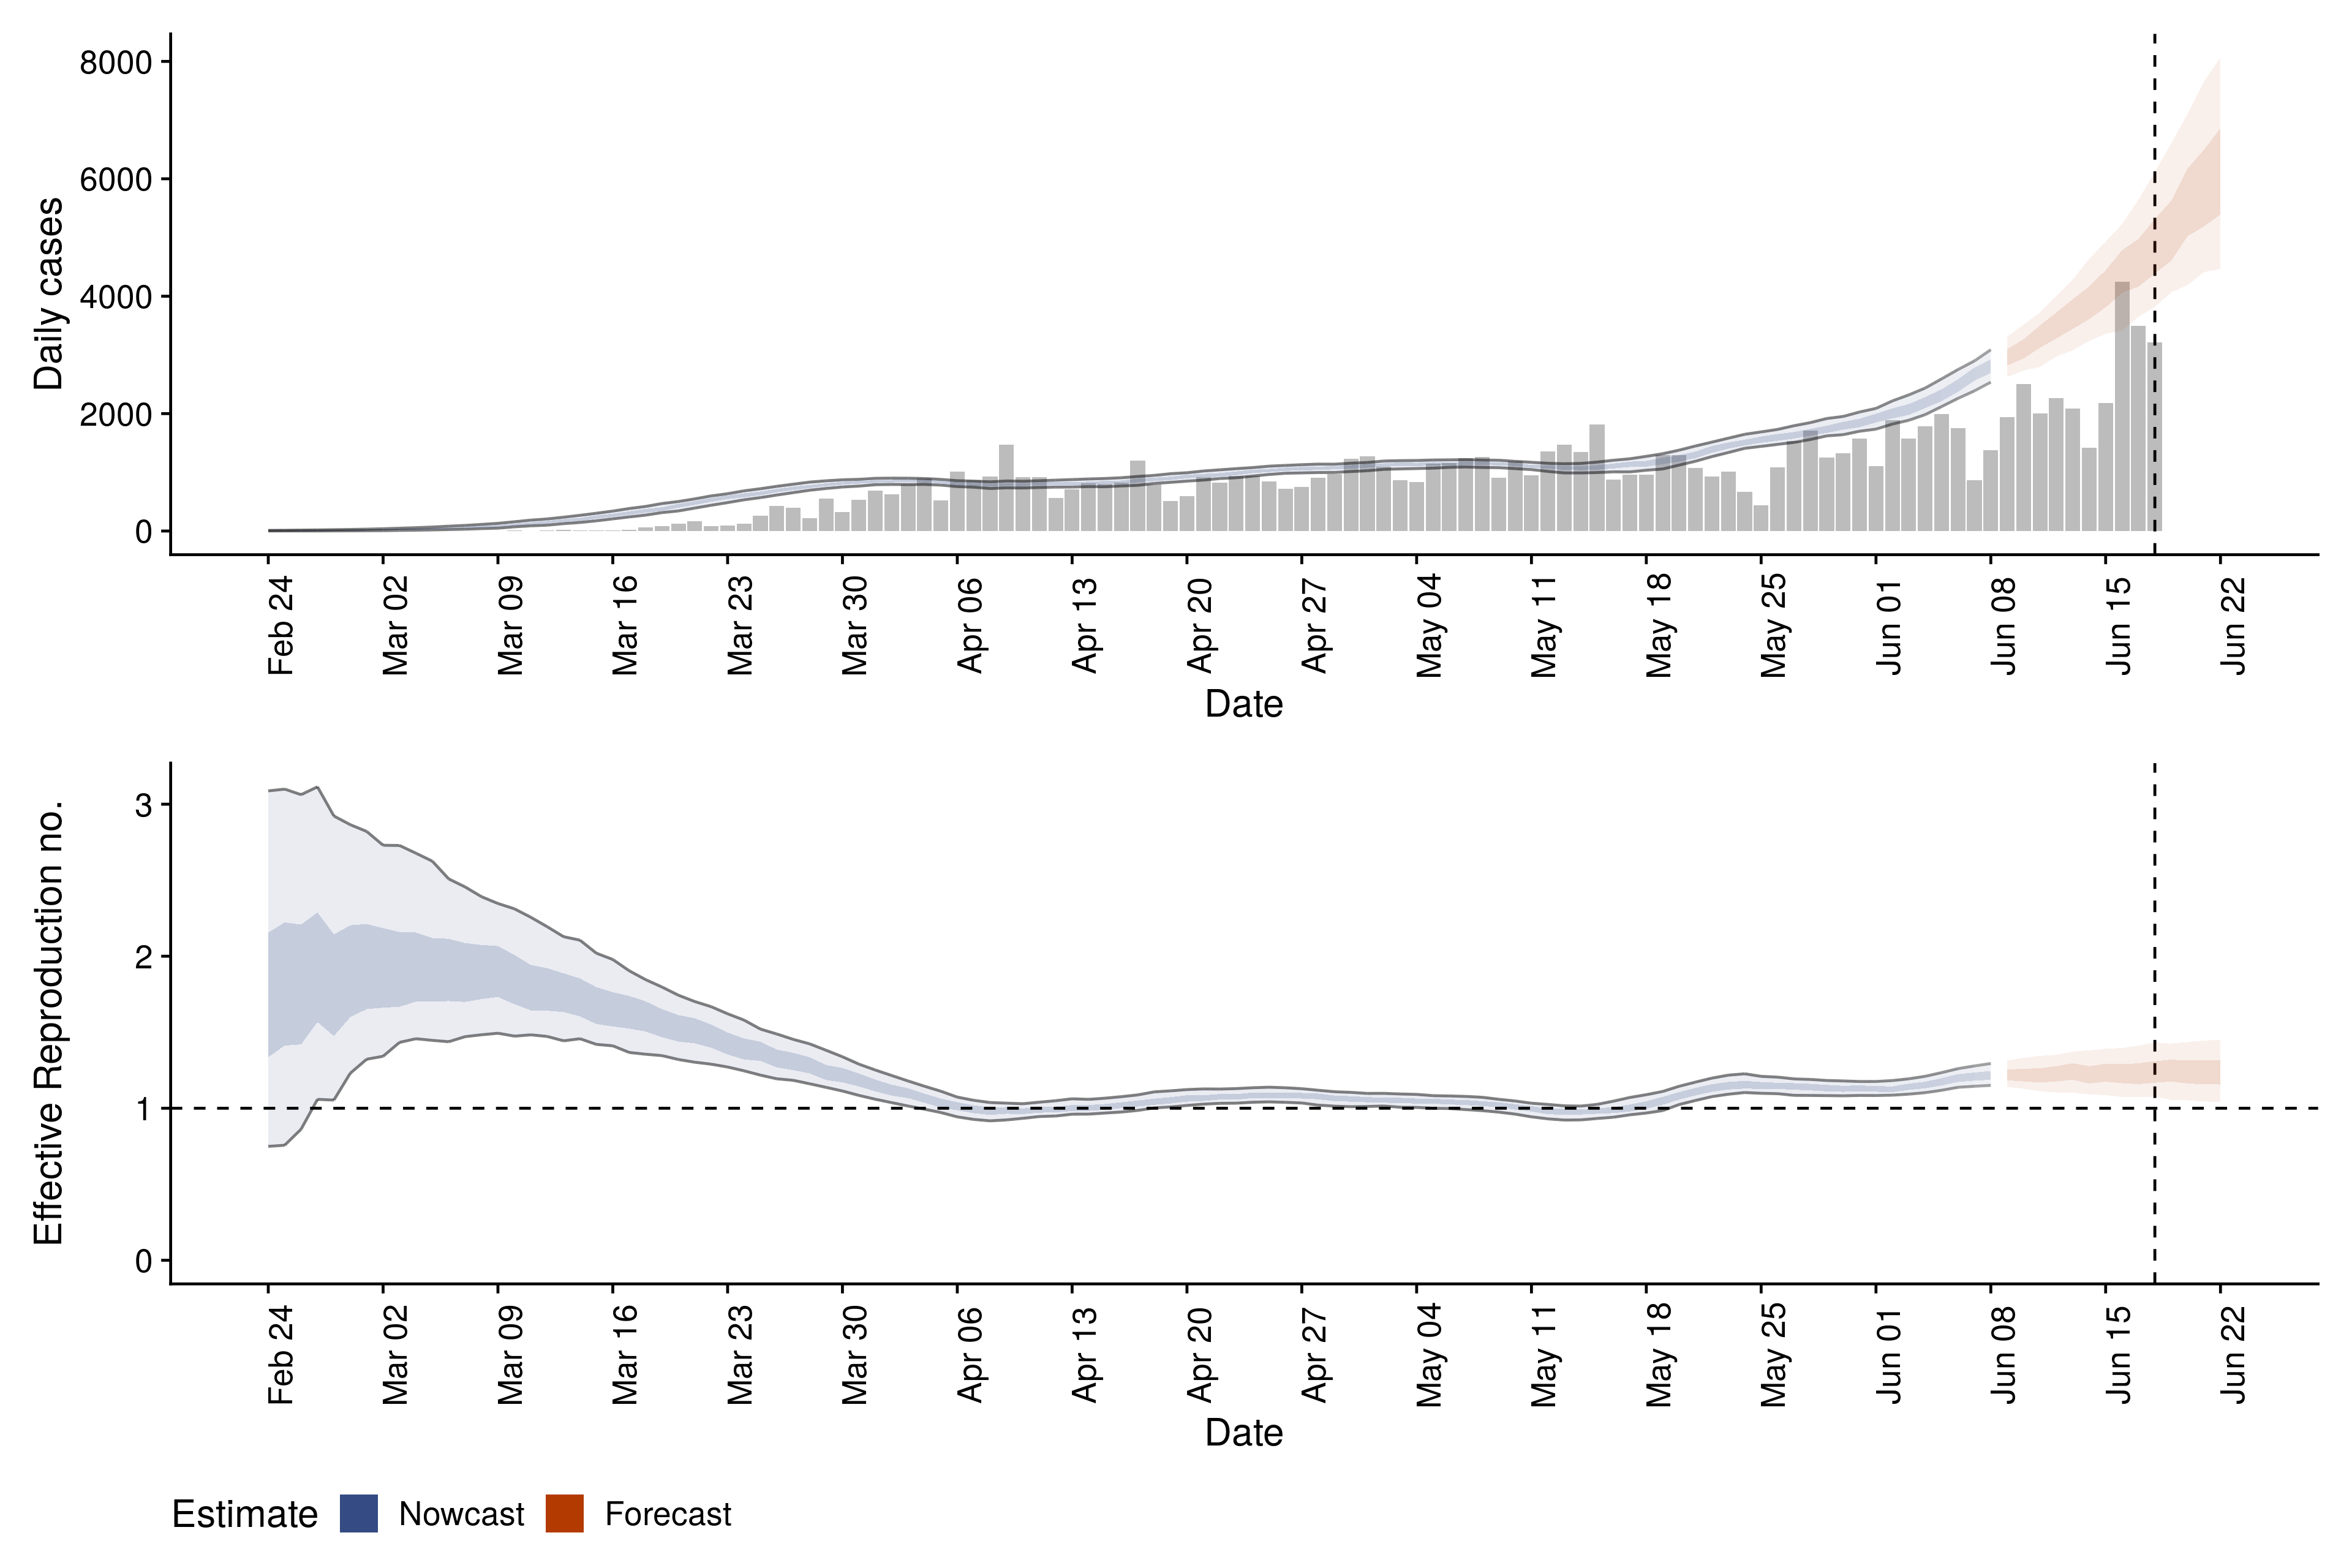 8000
6000
4000
2000
0
Daily cases
Feb 24
Mar 02
Mar 09
Mar 16
Mar 23
Mar 30
Apr 06
Apr 13
Apr 20
Apr 27
May 04
May 11
May 18
May 25
Jun 01
Jun 08
Jun 15
Jun 22
Date
3
2
1
0
Effective Reproduction no.
Feb 24
Mar 02
Mar 09
Mar 16
Mar 23
Mar 30
Apr 06
Apr 13
Apr 20
Apr 27
May 04
May 11
May 18
May 25
Jun 01
Jun 08
Jun 15
Jun 22
Date
Estimate Nowcast Forecast